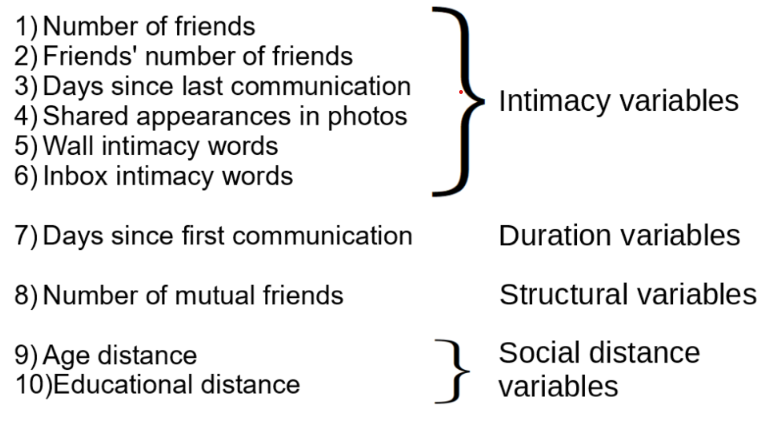 1) Number of friends
2) Friends' number of friends
3) Days since last communication
4) Shared appearances in photos
5) Wall intimacy words
6) Inbox intimacy words
Intimacy variables
7) Days since first communication
Duration variables
8) Number of mutual friends
Structural variables
9) Age distance
10)Educational distance
Social distance
variables